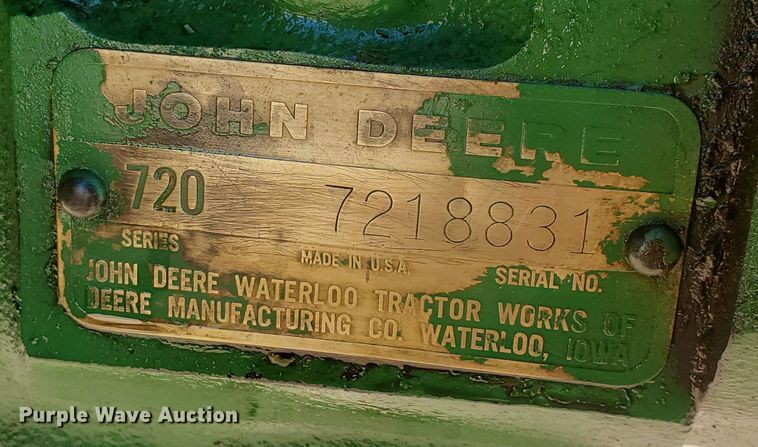 JOHN DEERE
720 7218831
SERIES MADE IN U.S.A. SERIAL NO.
JOHN DEERE WATERLOO TRACTOR WORKS OF
DEERE MANUFACTURING CO. WATERLOO, IOWA
Purple Wave Auction